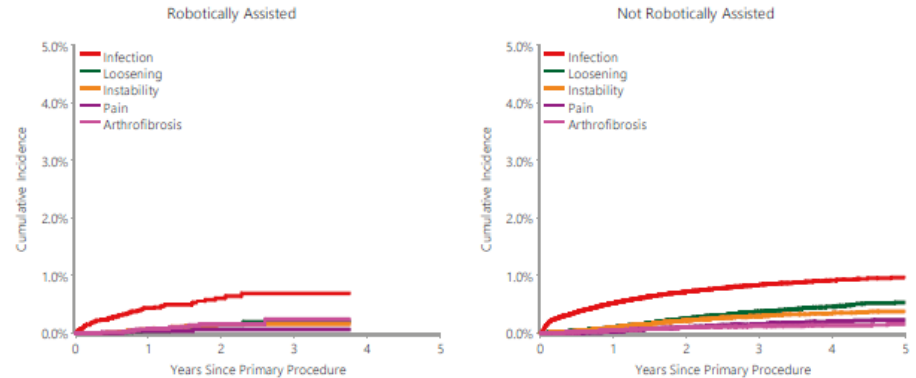 Robotically Assisted
5.0%
4.0%
3.0%
2.0%
1.0%
0.0%
Cumulative Incidence
Infection
Loosening
Instability
Pain
Arthrofibrosis
0 1 2 3 4 5
Years Since Primary Procedure
Not Robotically Assisted
5.0%
4.0%
3.0%
2.0%
1.0%
0.0%
Cumulative Incidence
Infection
Loosening
Instability
Pain
Arthrofibrosis
0 1 2 3 4 5
Years Since Primary Procedure